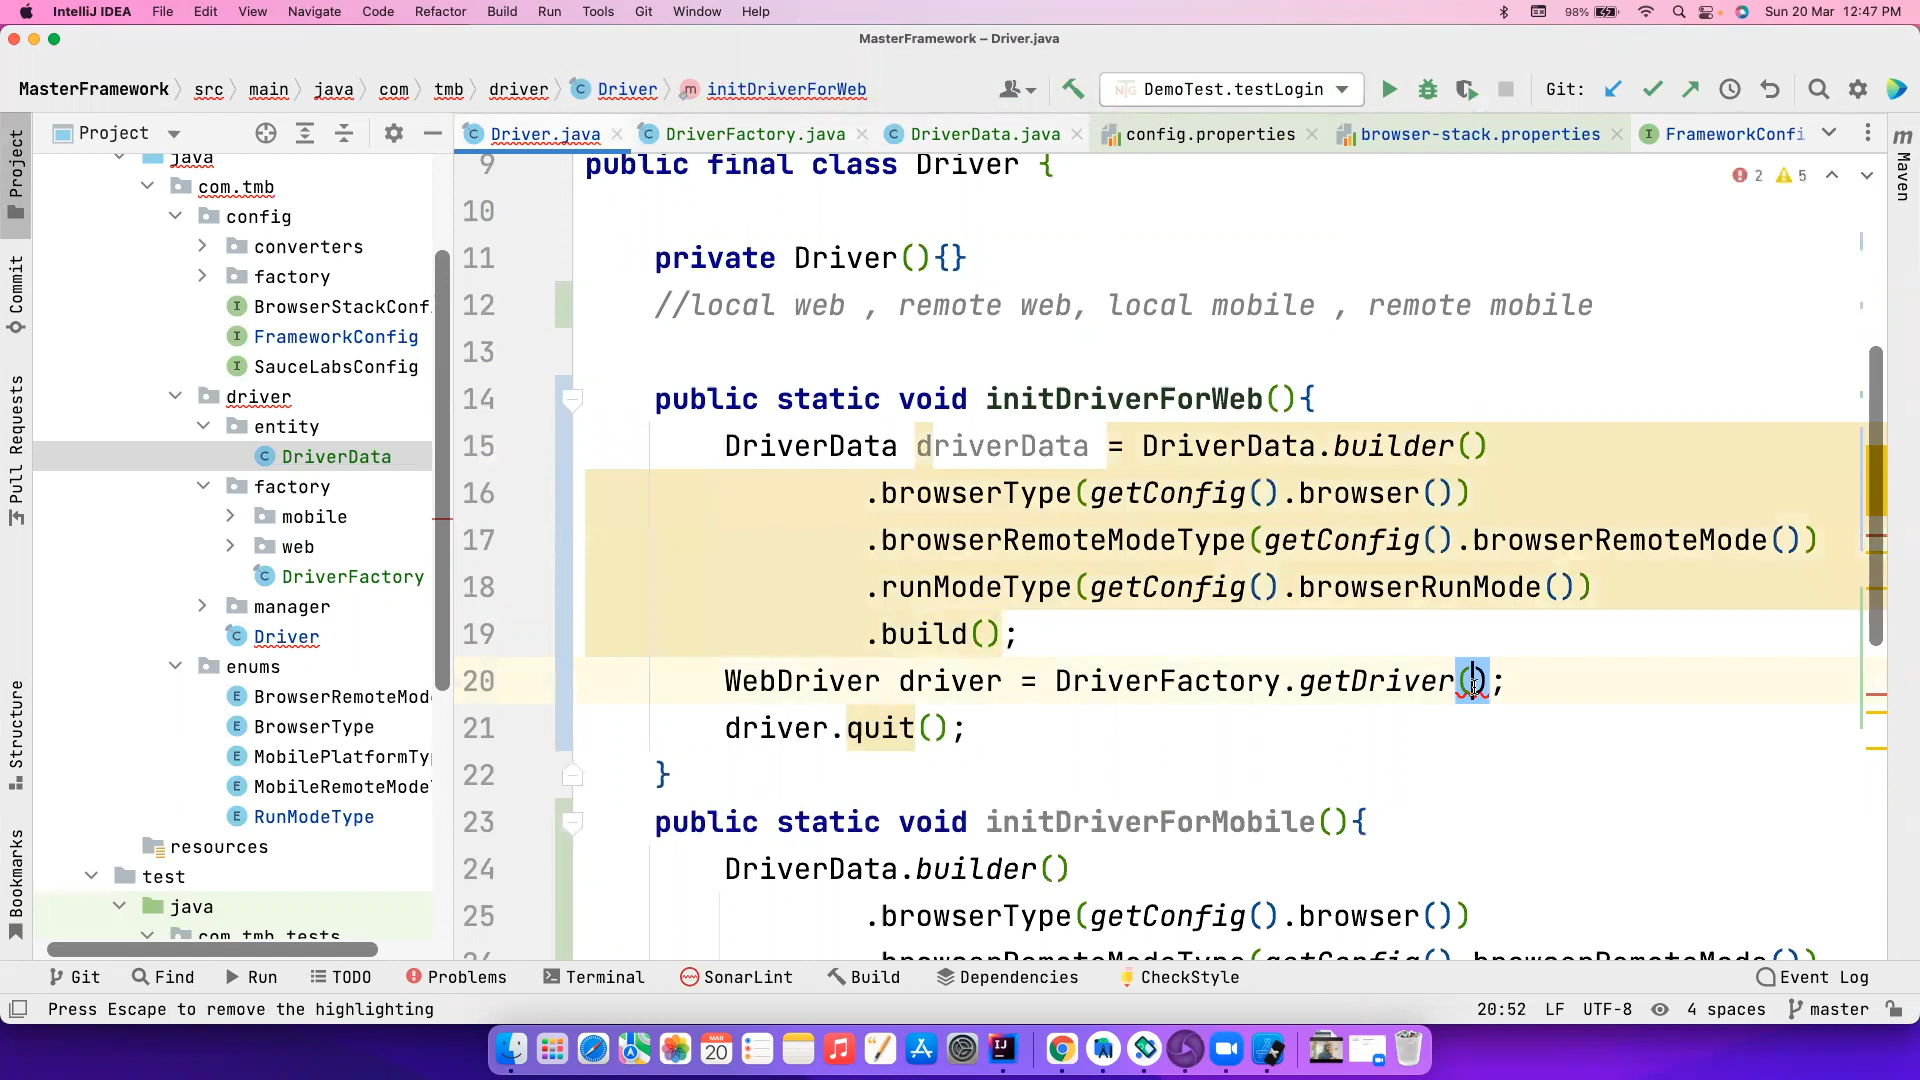 IntelliJ IDEA File Edit View Navigate Code Refactor Build Run Tools Git Window Help 98% Sun 20 Mar 12:47 PM
MasterFramework – Driver.java
MasterFramework src main java com tmb driver Driver initDriverForWeb DemoTest.testLogin Git:
Project Driver.java DriverFactory.java DriverData.java config.properties browser-stack.properties FrameworkConfi
Project
Commit
Pull Requests
Structure
Bookmarks
Maven
java
com.tmb
config
converters
factory
BrowserStackConf
FrameworkConfig
SauceLabsConfig
driver
entity
DriverData
factory
mobile
web
DriverFactory
manager
Driver
enums
BrowserRemoteMod
BrowserType
MobilePlatformTy
MobileRemoteMode
RunModeType
resources
test
java
com.tmb.tests
2 5
9 public final class Driver {
10
11 private Driver(){}
12 //local web , remote web, local mobile , remote mobile
13
14 public static void initDriverForWeb(){
15 DriverData driverData = DriverData.builder()
16 .browserType(getConfig().browser())
17 .browserRemoteModeType(getConfig().browserRemoteMode())
18 .runModeType(getConfig().browserRunMode())
19 .build();
20 WebDriver driver = DriverFactory.getDriver();
21 driver.quit();
22 }
23 public static void initDriverForMobile(){
24 DriverData.builder()
25 .browserType(getConfig().browser())
26 .browserRemoteModeType(getConfig().browserRemoteMode())
Git Find Run TODO Problems Terminal SonarLint Build Dependencies CheckStyle Event Log
Press Escape to remove the highlighting 20:52 LF UTF-8 4 spaces master
MAR
20